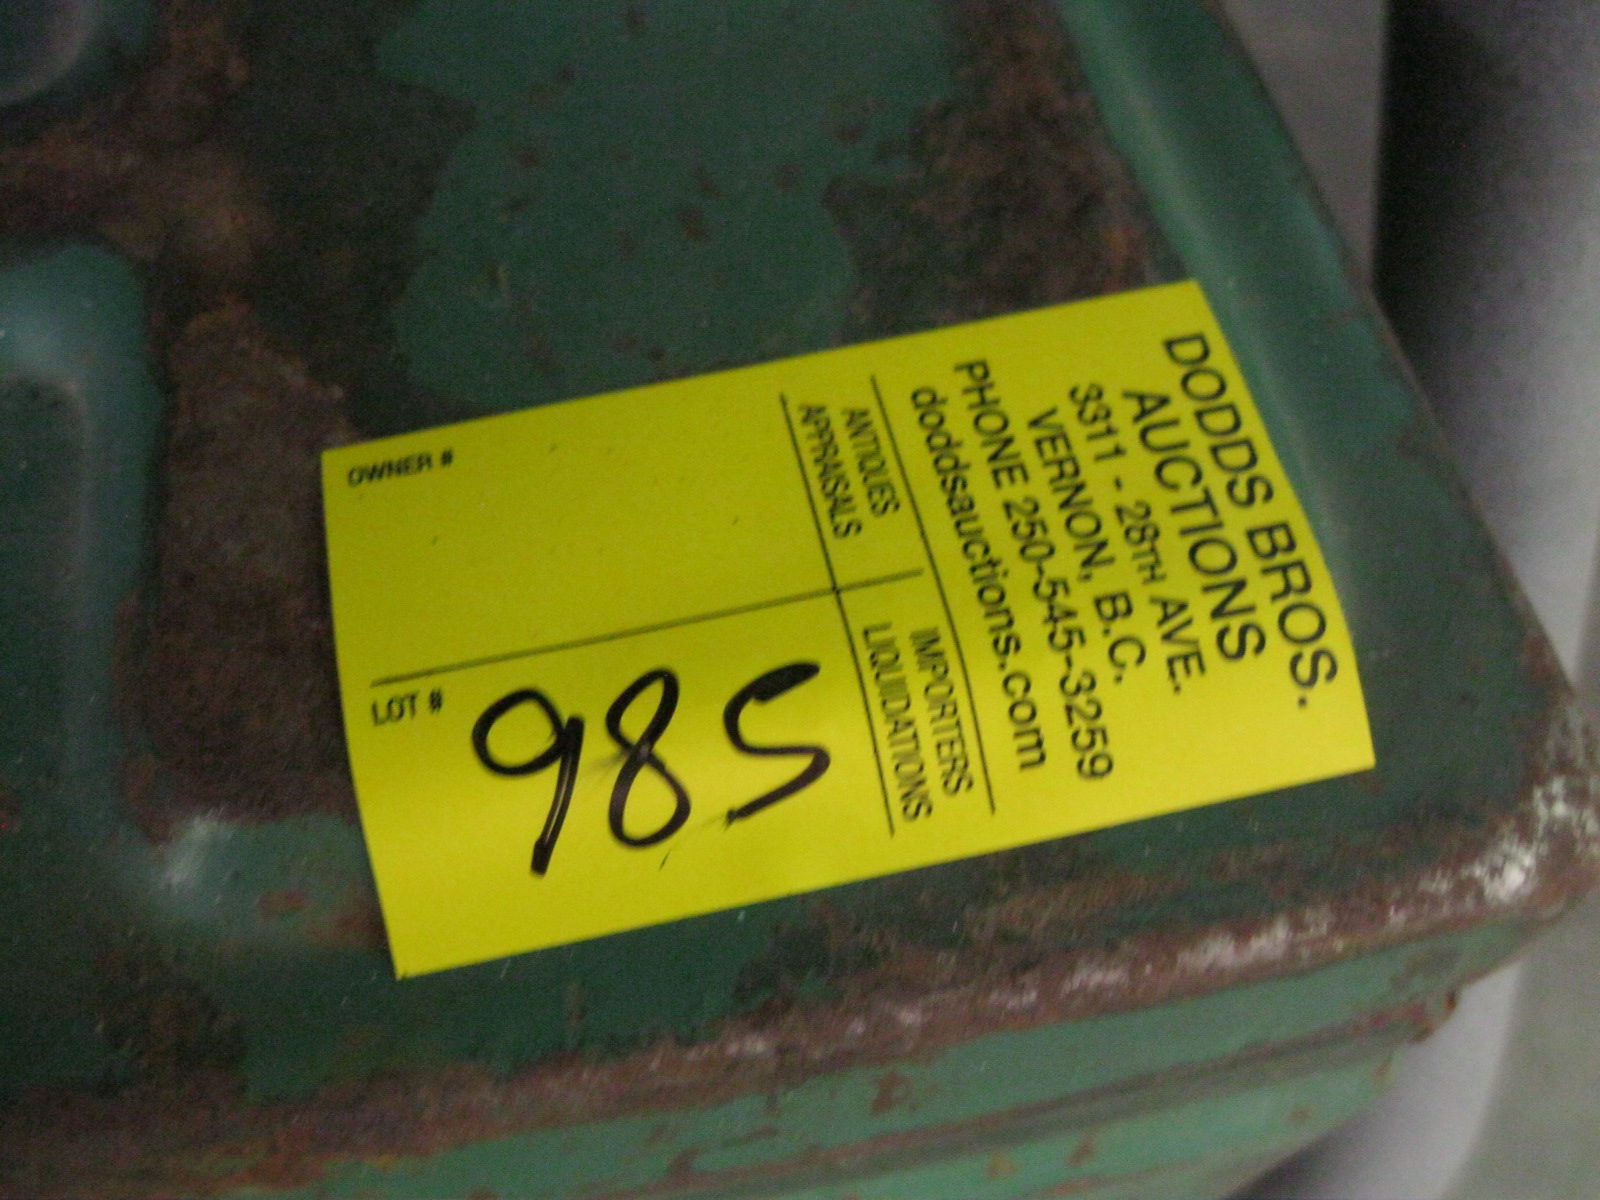 DODDS BROS.
AUCTIONS
3311 - 28TH AVE.
VERNON, B.C.
PHONE 250-545-3259
doddsauctions.com
ANTIQUES
APPRAISALS
IMPORTERS
LIQUIDATIONS
OWNER #
LOT #
985